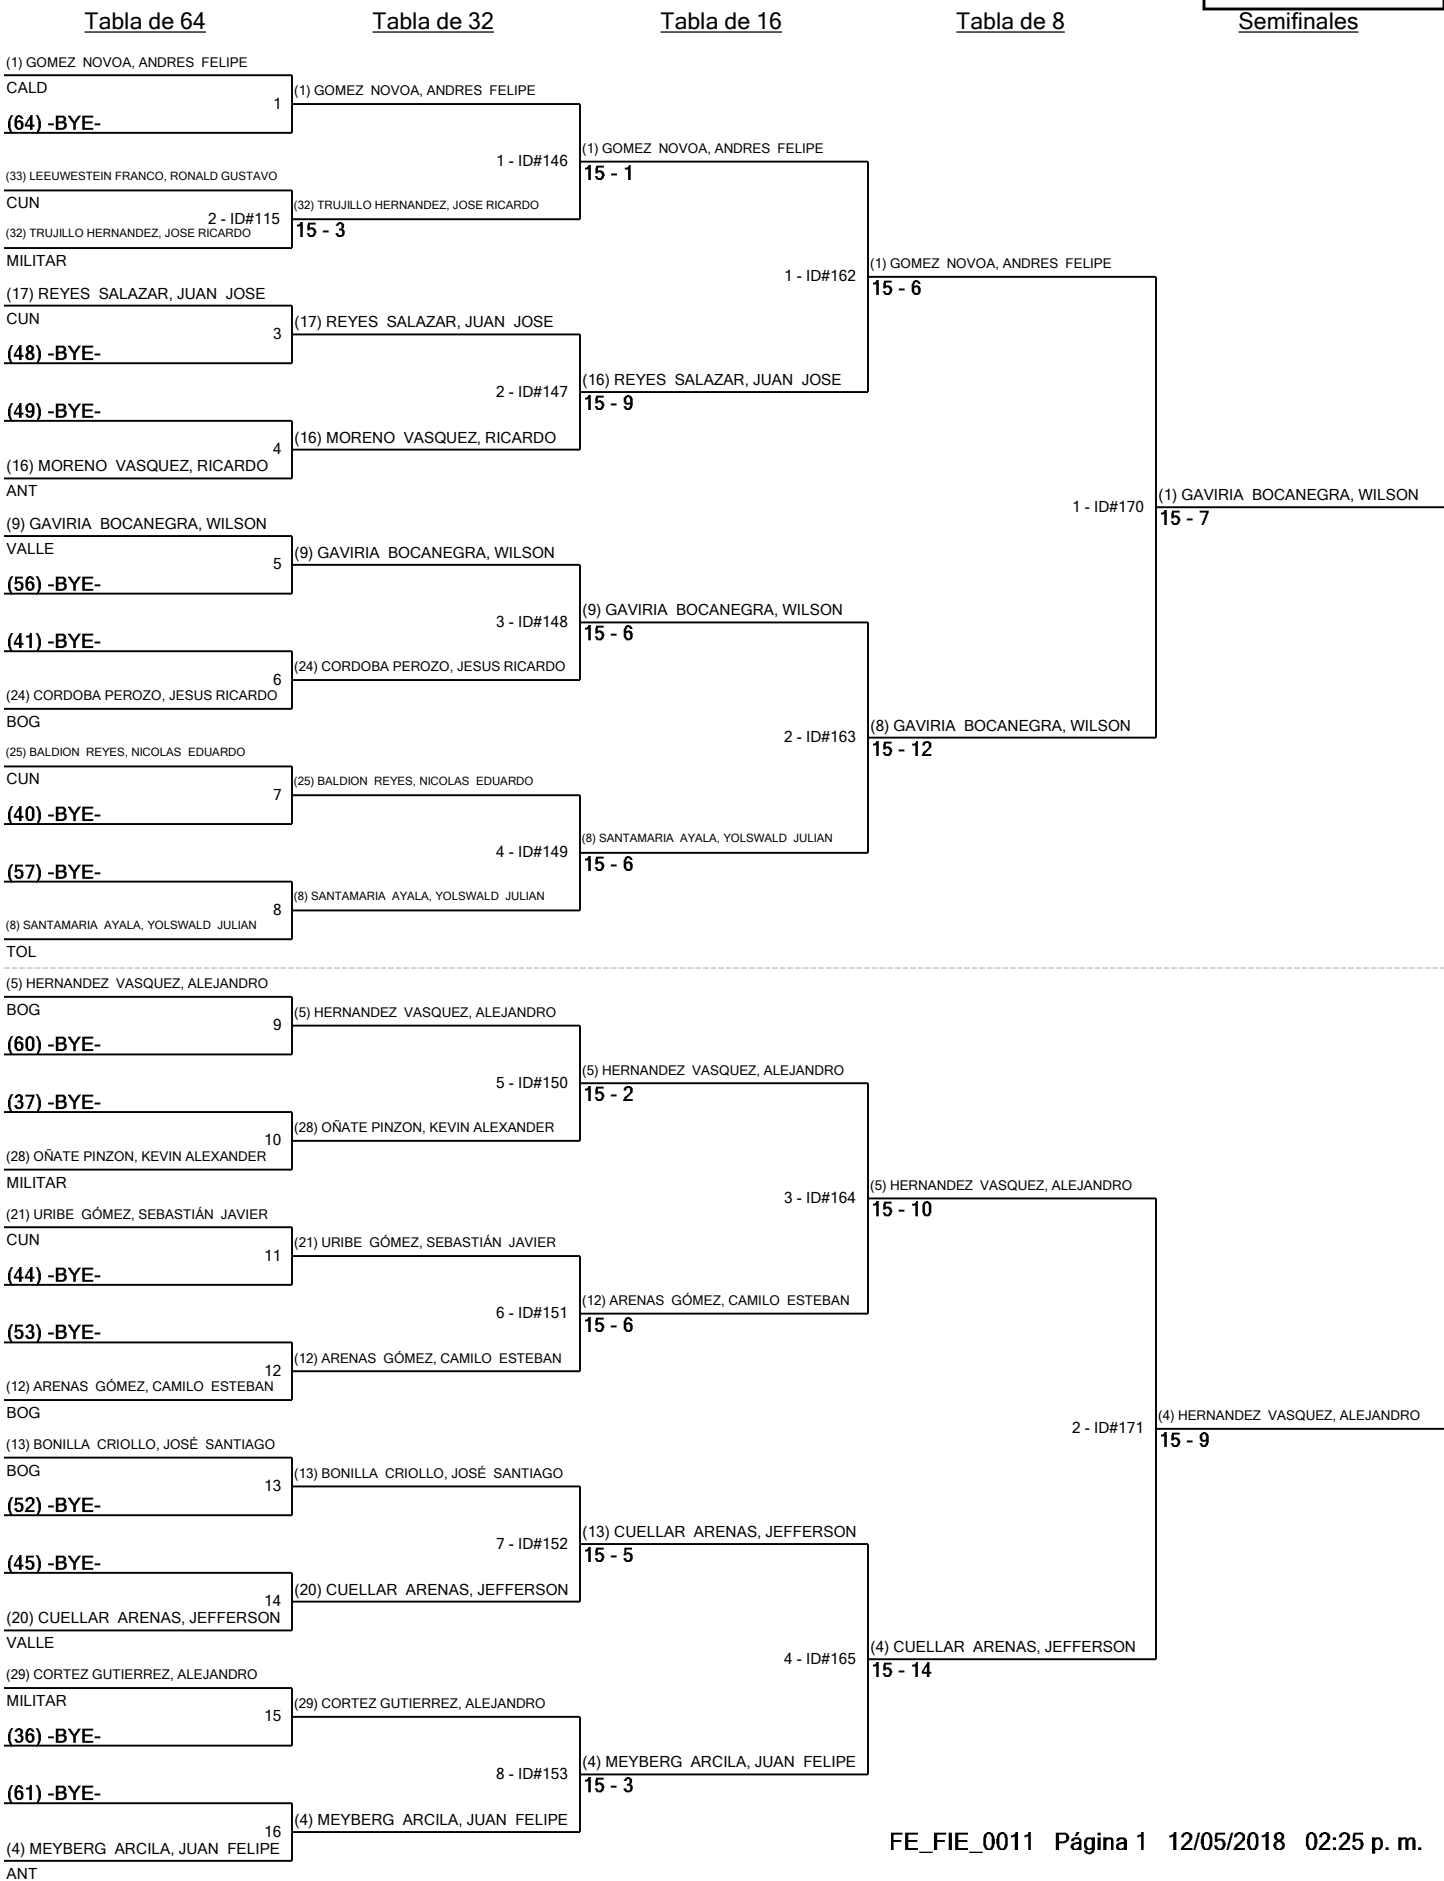 Tabla de 64
Tabla de 32
Tabla de 16
Tabla de 8
Semifinales
(1) GOMEZ NOVOA, ANDRES FELIPE
CALD
1
(64) -BYE-
(33) LEEUWESTEIN FRANCO, RONALD GUSTAVO
CUN
2 - ID#115
(32) TRUJILLO HERNANDEZ, JOSE RICARDO
MILITAR
(17) REYES SALAZAR, JUAN JOSE
CUN
3
(48) -BYE-
(49) -BYE-
4
(16) MORENO VASQUEZ, RICARDO
ANT
(9) GAVIRIA BOCANEGRA, WILSON
VALLE
5
(56) -BYE-
(41) -BYE-
6
(24) CORDOBA PEROZO, JESUS RICARDO
BOG
(25) BALDION REYES, NICOLAS EDUARDO
CUN
7
(40) -BYE-
(57) -BYE-
8
(8) SANTAMARIA AYALA, YOLSWALD JULIAN
TOL
(5) HERNANDEZ VASQUEZ, ALEJANDRO
BOG
9
(60) -BYE-
(37) -BYE-
10
(28) OÑATE PINZON, KEVIN ALEXANDER
MILITAR
(21) URIBE GÓMEZ, SEBASTIÁN JAVIER
CUN
11
(44) -BYE-
(53) -BYE-
12
(12) ARENAS GÓMEZ, CAMILO ESTEBAN
BOG
(13) BONILLA CRIOLLO, JOSÉ SANTIAGO
BOG
13
(52) -BYE-
(45) -BYE-
14
(20) CUELLAR ARENAS, JEFFERSON
VALLE
(29) CORTEZ GUTIERREZ, ALEJANDRO
MILITAR
15
(36) -BYE-
(61) -BYE-
16
(4) MEYBERG ARCILA, JUAN FELIPE
ANT
(1) GOMEZ NOVOA, ANDRES FELIPE
1 - ID#146
(32) TRUJILLO HERNANDEZ, JOSE RICARDO
15 - 3
(17) REYES SALAZAR, JUAN JOSE
2 - ID#147
(16) MORENO VASQUEZ, RICARDO
(9) GAVIRIA BOCANEGRA, WILSON
3 - ID#148
(24) CORDOBA PEROZO, JESUS RICARDO
(25) BALDION REYES, NICOLAS EDUARDO
4 - ID#149
(8) SANTAMARIA AYALA, YOLSWALD JULIAN
(5) HERNANDEZ VASQUEZ, ALEJANDRO
5 - ID#150
(28) OÑATE PINZON, KEVIN ALEXANDER
(21) URIBE GÓMEZ, SEBASTIÁN JAVIER
6 - ID#151
(12) ARENAS GÓMEZ, CAMILO ESTEBAN
(13) BONILLA CRIOLLO, JOSÉ SANTIAGO
7 - ID#152
(20) CUELLAR ARENAS, JEFFERSON
(29) CORTEZ GUTIERREZ, ALEJANDRO
8 - ID#153
(4) MEYBERG ARCILA, JUAN FELIPE
(1) GOMEZ NOVOA, ANDRES FELIPE
15 - 1
1 - ID#162
(16) REYES SALAZAR, JUAN JOSE
15 - 9
(9) GAVIRIA BOCANEGRA, WILSON
15 - 6
2 - ID#163
(8) SANTAMARIA AYALA, YOLSWALD JULIAN
15 - 6
(5) HERNANDEZ VASQUEZ, ALEJANDRO
15 - 2
3 - ID#164
(12) ARENAS GÓMEZ, CAMILO ESTEBAN
15 - 6
(13) CUELLAR ARENAS, JEFFERSON
15 - 5
4 - ID#165
(4) MEYBERG ARCILA, JUAN FELIPE
15 - 3
(1) GOMEZ NOVOA, ANDRES FELIPE
15 - 6
1 - ID#170
(8) GAVIRIA BOCANEGRA, WILSON
15 - 12
(5) HERNANDEZ VASQUEZ, ALEJANDRO
15 - 10
2 - ID#171
(4) CUELLAR ARENAS, JEFFERSON
15 - 14
(1) GAVIRIA BOCANEGRA, WILSON
15 - 7
(4) HERNANDEZ VASQUEZ, ALEJANDRO
15 - 9
FE_FIE_0011 Página 1 12/05/2018 02:25 p. m.